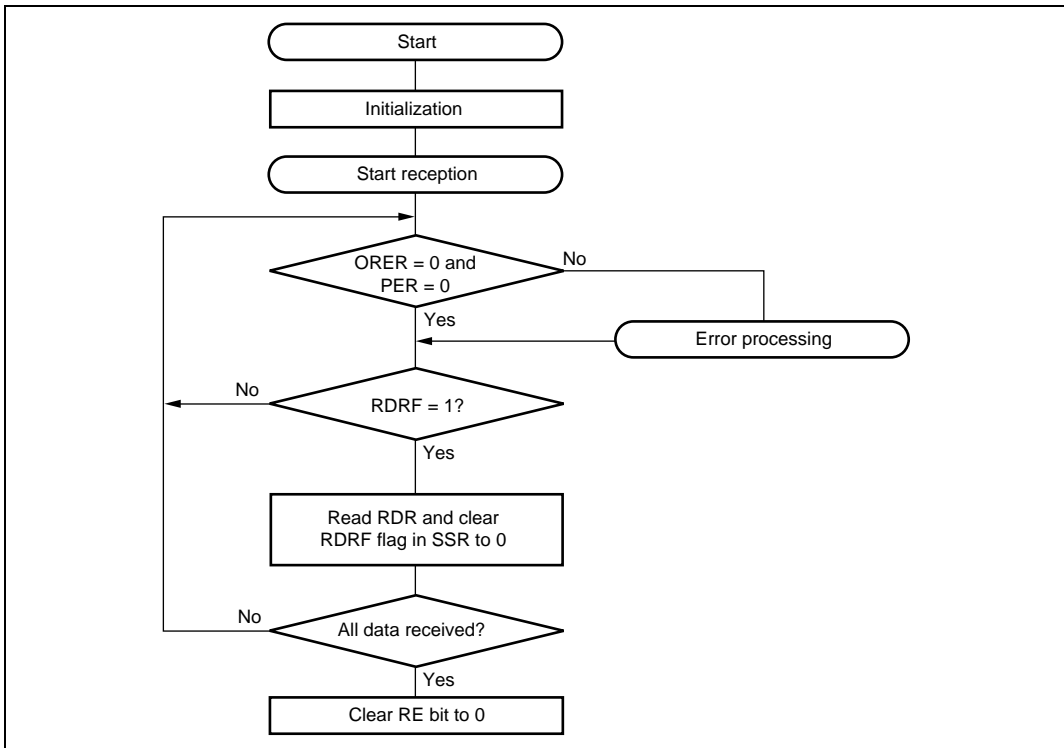 Start
Initialization
Start reception
ORER = 0 and
PER = 0
No
Yes
Error processing
No
RDRF = 1?
Yes
Read RDR and clear
RDRF flag in SSR to 0
No
All data received?
Yes
Clear RE bit to 0